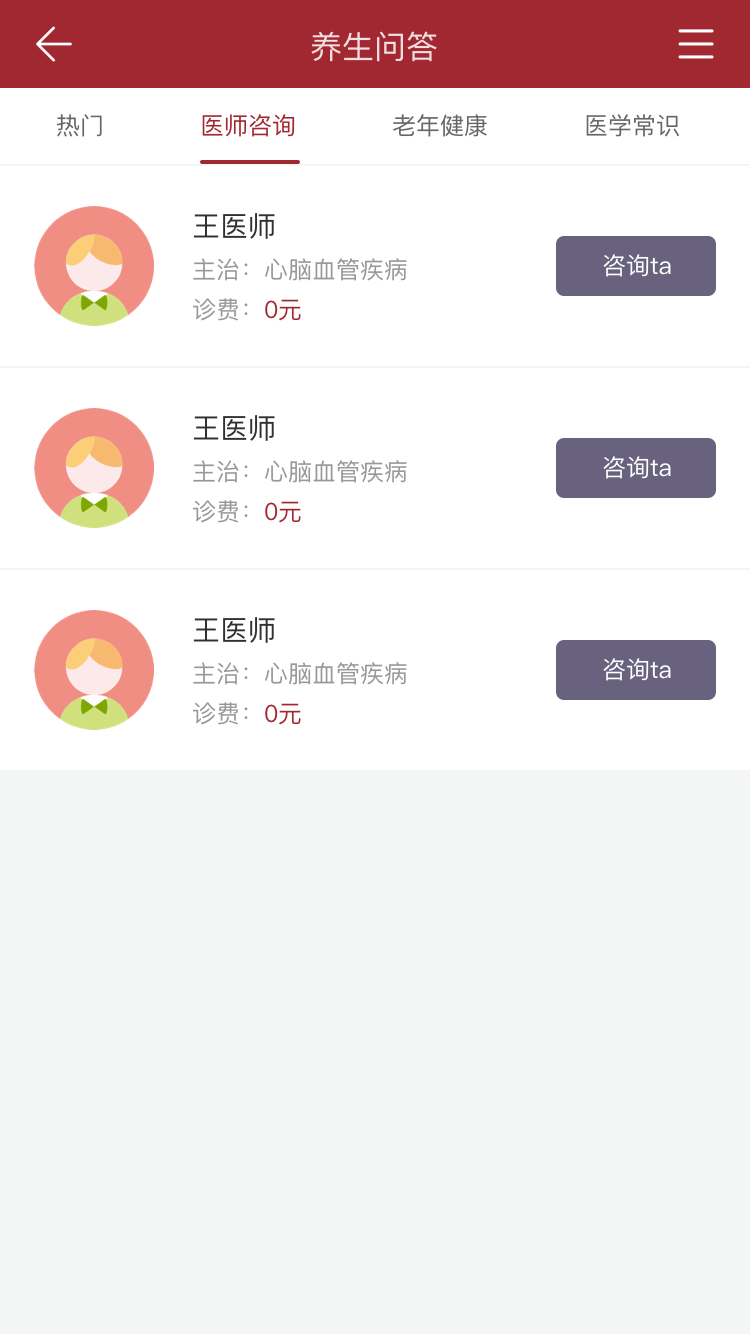 养生问答
热门 医师咨询 老年健康 医学常识
王医师
主治：心脑血管疾病
诊费：0元
咨询ta
王医师
主治：心脑血管疾病
诊费：0元
咨询ta
王医师
主治：心脑血管疾病
诊费：0元
咨询ta